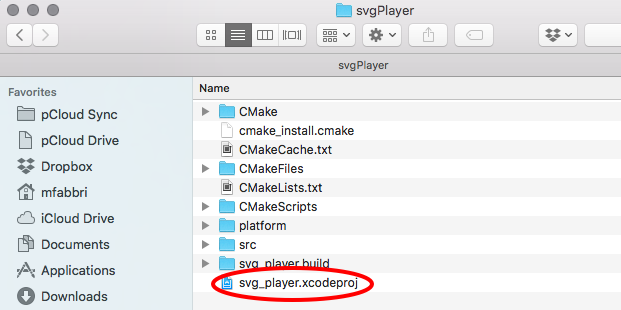 svgPlayer
svgPlayer
Favorites
pCloud Sync
pCloud Drive
Dropbox
mfabbri
iCloud Drive
Documents
Applications
Downloads
Name
CMake
cmake_install.cmake
CMakeCache.txt
CMakeFiles
CMakeLists.txt
CMakeScripts
platform
src
svg_player.build
svg_player.xcodeproj